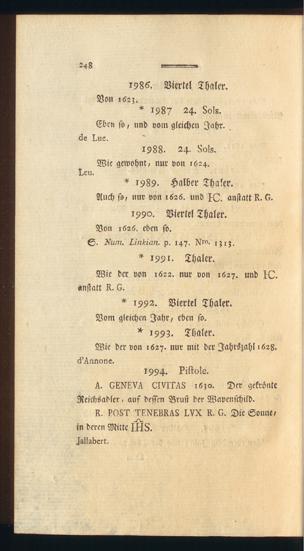 248
1986. Viertel Thaler.
Von 1623.
* 1987 24. Sols.
Eben so, und vom gleichen Jahr.
de Luc.
1988. 24. Sols.
Wie gewohnt, nur von 1624.
Leu.
* 1989. Halber Thaler.
Auch so, nur von 1626. und HC. anstatt R. G.
1990. Viertel Thaler.
Von 1626. eben so.
S. Num. Linkian. p. 147. Nro. 1313.
* 1991. Thaler.
Wie der von 1622. nur von 1627. und HC.
anstatt R. G.
* 1992. Viertel Thaler.
Vom gleichen Jahr, eben so.
* 1993. Thaler.
Wie der von 1627. nur mit der Jahrszahl 1628.
d'Annone.
1994. Pistole.
A. GENEVA CIVITAS 1630. Der gekrönte
Reichsadler, auf dessen Brust der Wapenschild.
R. POST TENEBRAS LVX R. G. Die Sonne,
in deren Mitte IHS.
Jallabert.